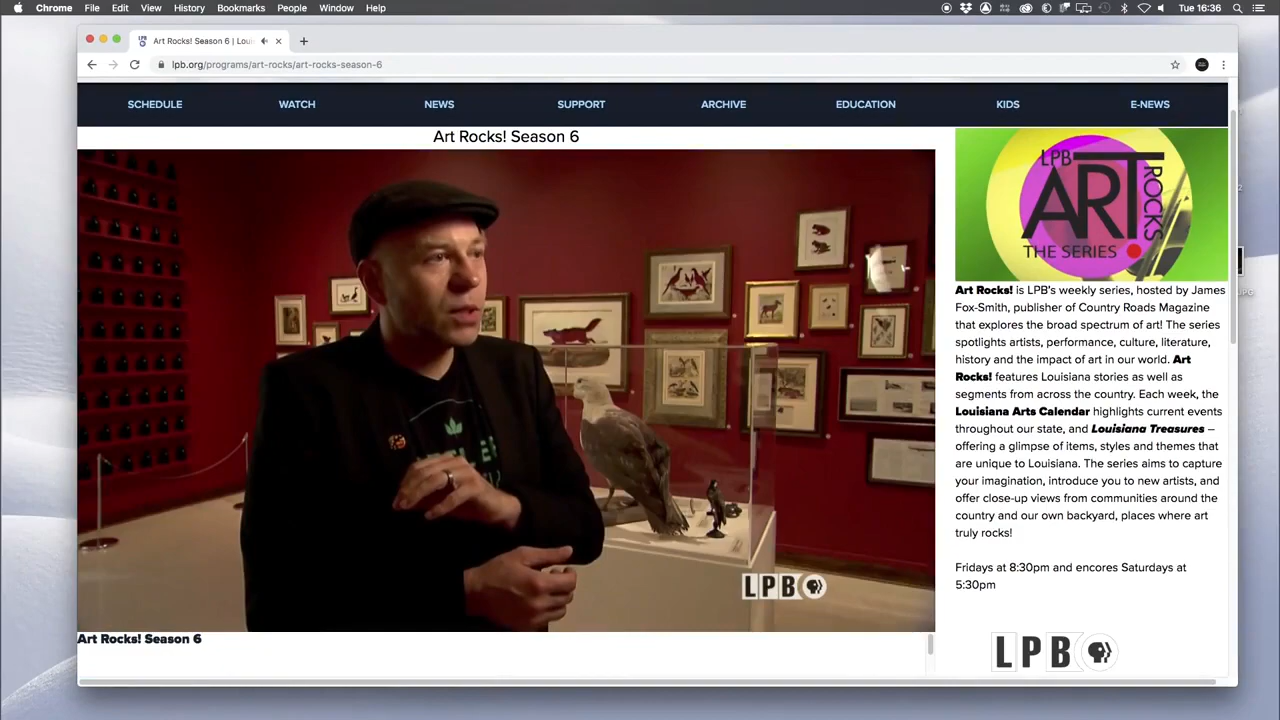 Chrome File Edit View History Bookmarks People Window Help Tue 16:36
Art Rocks! Season 6 | Loui
lpb.org/programs/art-rocks/art-rocks-season-6
SCHEDULE WATCH NEWS SUPPORT ARCHIVE EDUCATION KIDS E-NEWS
Art Rocks! Season 6
LPB
ART
ROCKS
THE SERIES
Art Rocks! is LPB's weekly series, hosted by James
Fox-Smith, publisher of Country Roads Magazine
that explores the broad spectrum of art! The series
spotlights artists, performance, culture, literature,
history and the impact of art in our world. Art
Rocks! features Louisiana stories as well as
segments from across the country. Each week, the
Louisiana Arts Calendar highlights current events
throughout our state, and Louisiana Treasures –
offering a glimpse of items, styles and themes that
are unique to Louisiana. The series aims to capture
your imagination, introduce you to new artists, and
offer close-up views from communities around the
country and our own backyard, places where art
truly rocks!
Fridays at 8:30pm and encores Saturdays at
5:30pm
LPB
Art Rocks! Season 6
LPB